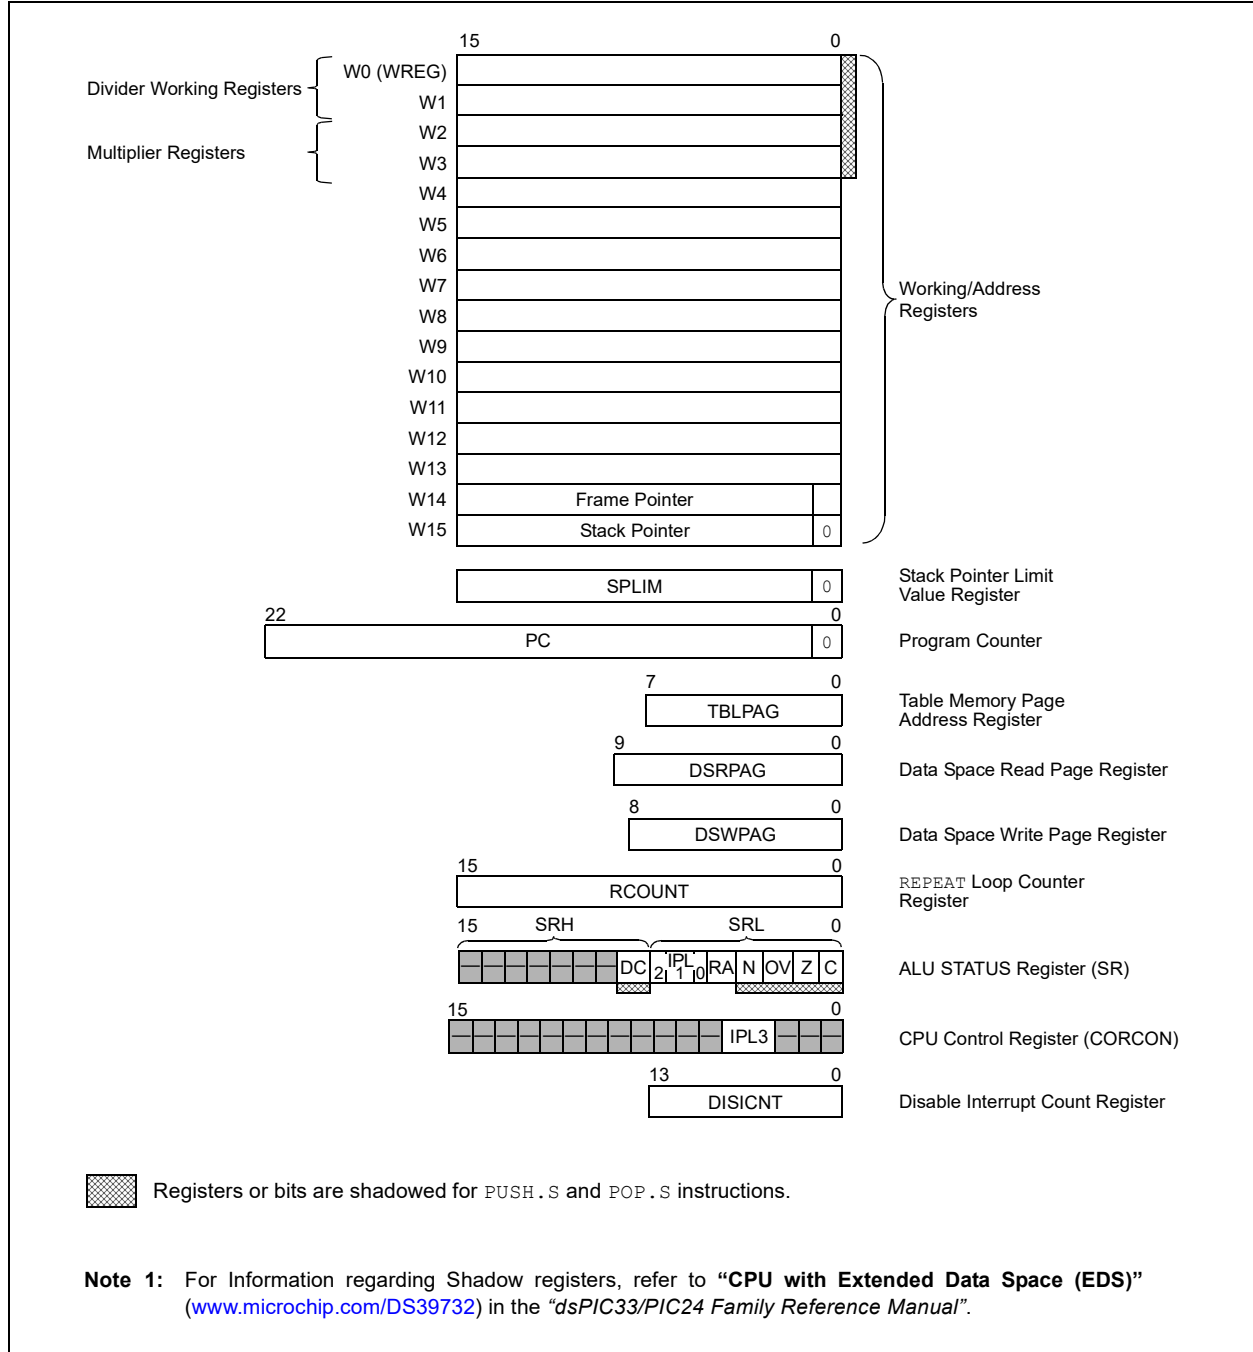 15 0
W0 (WREG)
Divider Working Registers
W1
W2
Multiplier Registers
W3
W4
W5
W6
W7
W8
W9
W10
W11
W12
W13
W14 Frame Pointer
W15 Stack Pointer 0
Working/Address
Registers
SPLIM 0
Stack Pointer Limit
Value Register
22 0
PC 0 Program Counter
7 0
TBLPAG
Table Memory Page
Address Register
9 0
DSRPAG Data Space Read Page Register
8 0
DSWPAG Data Space Write Page Register
15 0
RCOUNT
REPEAT Loop Counter
Register
15 SRH SRL 0
— — — — — — — DC 2 IPL 1 0 RA N OV Z C ALU STATUS Register (SR)
15 0
— — — — — — — — — — — — IPL3 — — — CPU Control Register (CORCON)
13 0
DISICNT Disable Interrupt Count Register
Registers or bits are shadowed for PUSH.S and POP.S instructions.
Note 1: For Information regarding Shadow registers, refer to “CPU with Extended Data Space (EDS)”
(www.microchip.com/DS39732) in the “dsPIC33/PIC24 Family Reference Manual”.